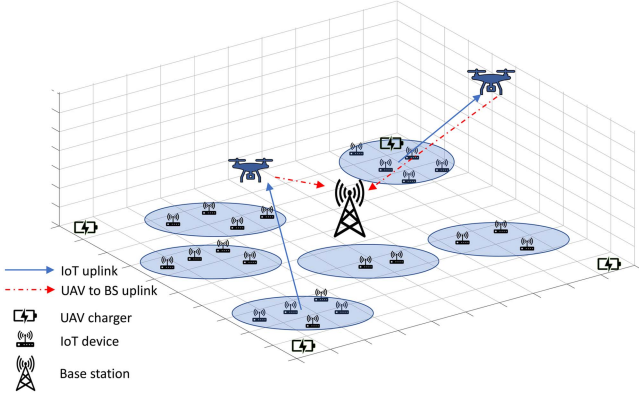 IoT uplink
UAV to BS uplink
UAV charger
IoT device
Base station